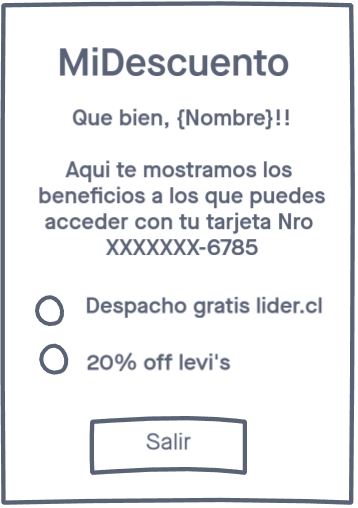 MiDescuento
Que bien, {Nombre}!!
Aqui te mostramos los
beneficios a los que puedes
acceder con tu tarjeta Nro
XXXXXXX-6785
Despacho gratis lider.cl
20% off levi's
Salir